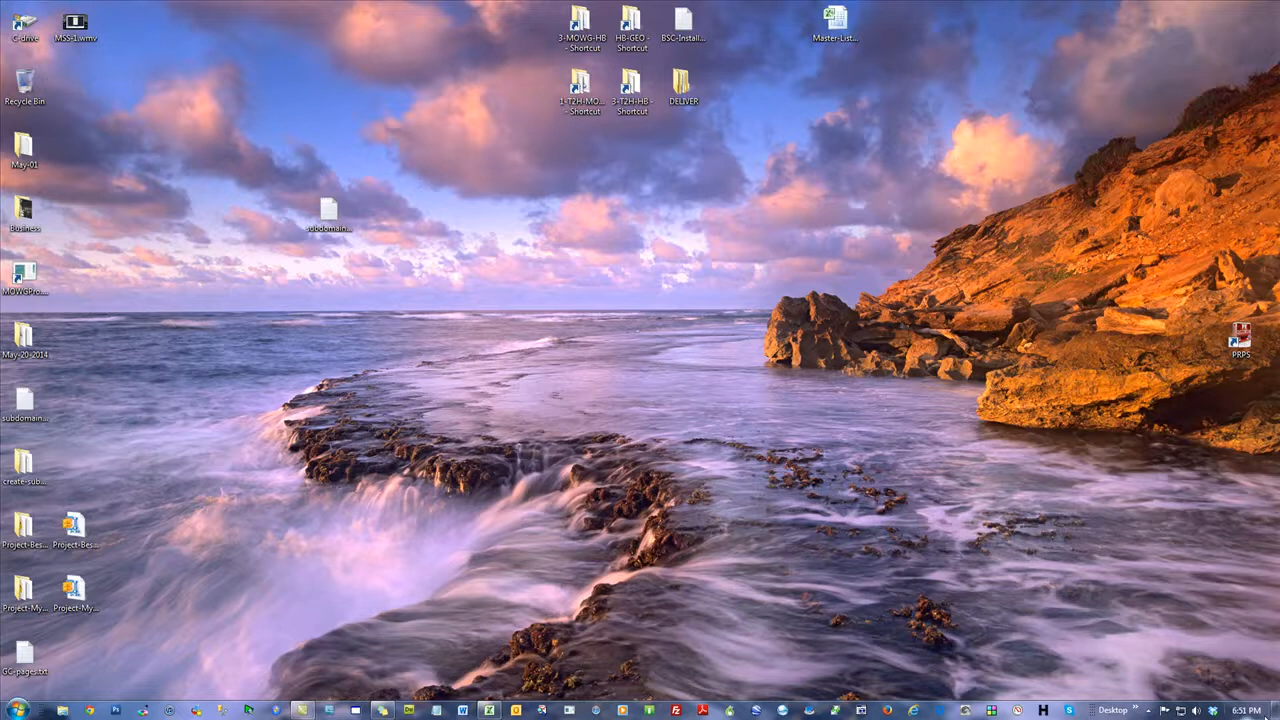 C-drive
MSS-1.wmv
3-MOWG-HB
- Shortcut
HB-GEO -
Shortcut
BSC-Install...
Master-List...
Recycle Bin
1-T2H-MO...
- Shortcut
3-T2H-HB -
Shortcut
DELIVER
May-01
Business
subdomain...
MOWGPro....
May-20-2014
PRPS
subdomain...
create-sub...
Project-Bes...
Project-Bes...
Project-My...
Project-My...
GC-pages.txt
Desktop
»
6:51 PM